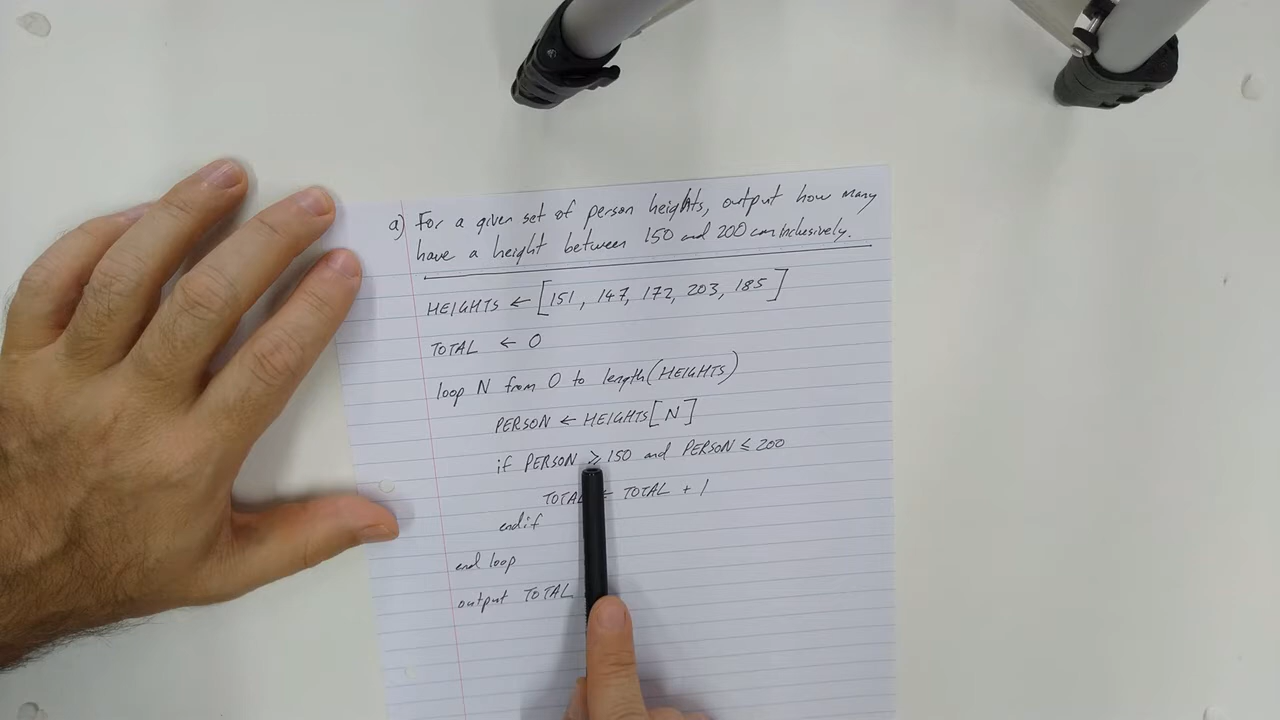 a) For a given set of person heights, output how many
have a height between 150 and 200 cm inclusively.
HEIGHTS ← [151, 147, 172, 203, 185]
TOTAL ← 0
loop N from 0 to length(HEIGHTS)
PERSON ← HEIGHTS[N]
if PERSON ≥ 150 and PERSON ≤ 200
TOTAL ← TOTAL + 1
endif
end loop
output TOTAL